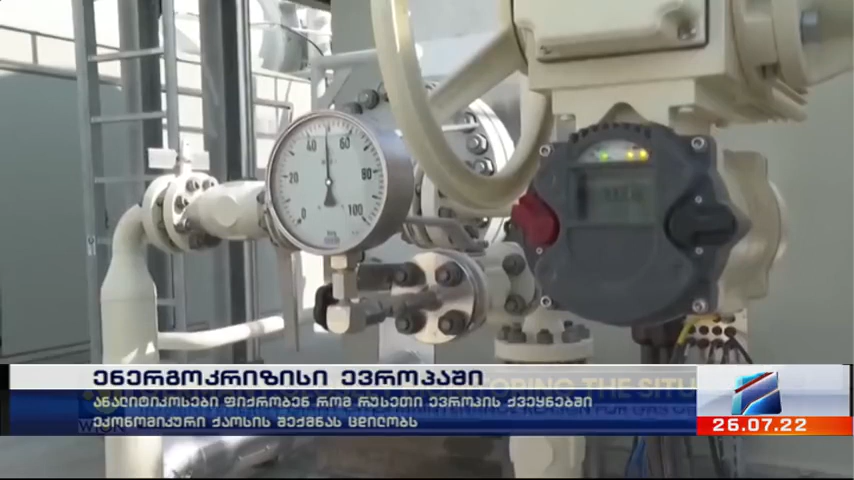 40 60
20 80
0 100
ენერგოკრიზისი ევროპაში
ანალიტიკოსები ფიქრობენ რომ რუსეთი ევროპის ქვეყნებში
ეკონომიკური ქაოსის შექმნას ცდილობს
WION
26.07.22